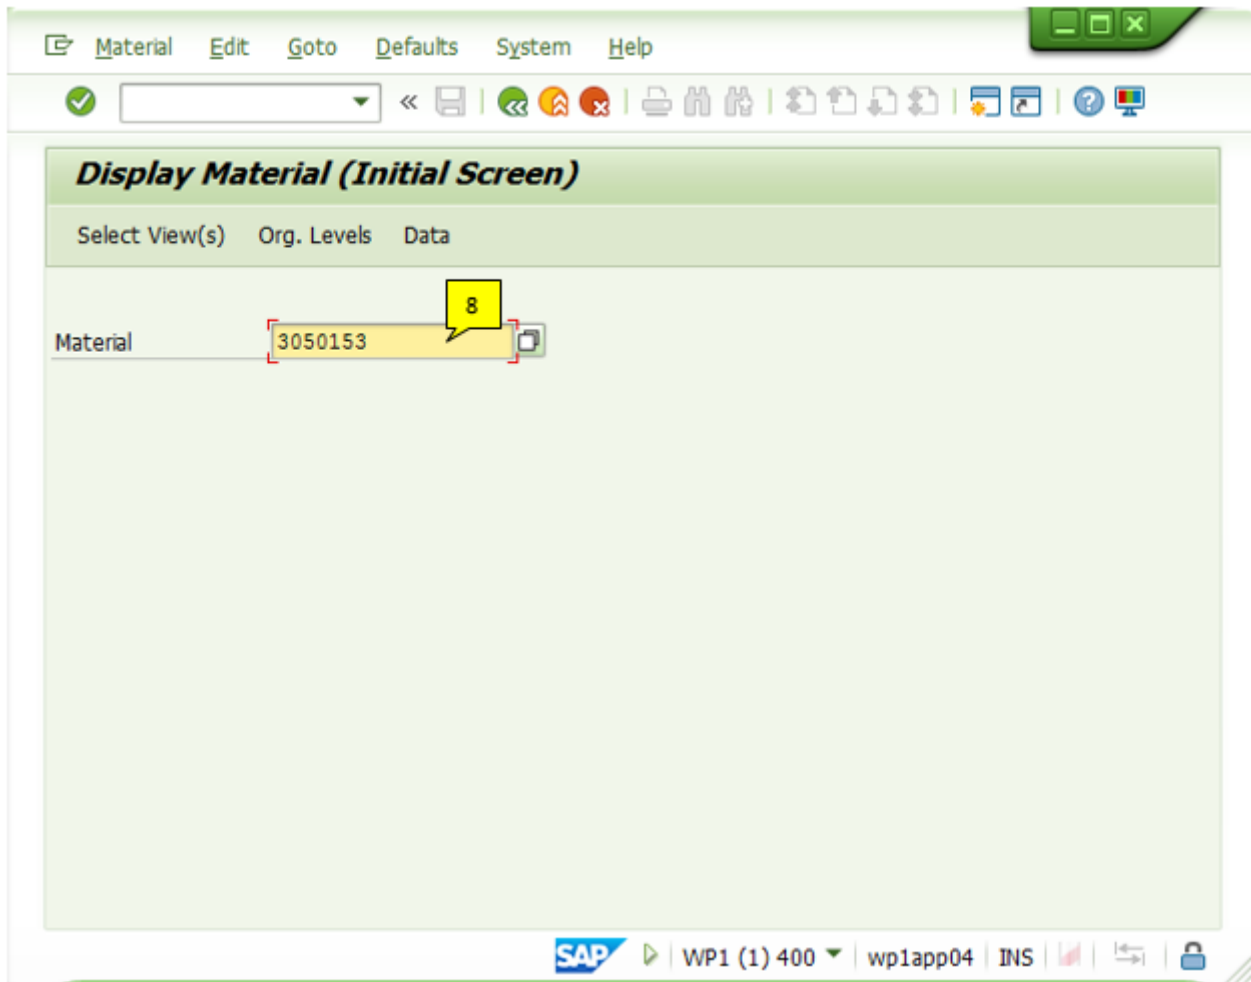 Material Edit Goto Defaults System Help
Display Material (Initial Screen)
Select View(s) Org. Levels Data
8
Material 3050153
SAP WP1 (1) 400 wp1app04 INS